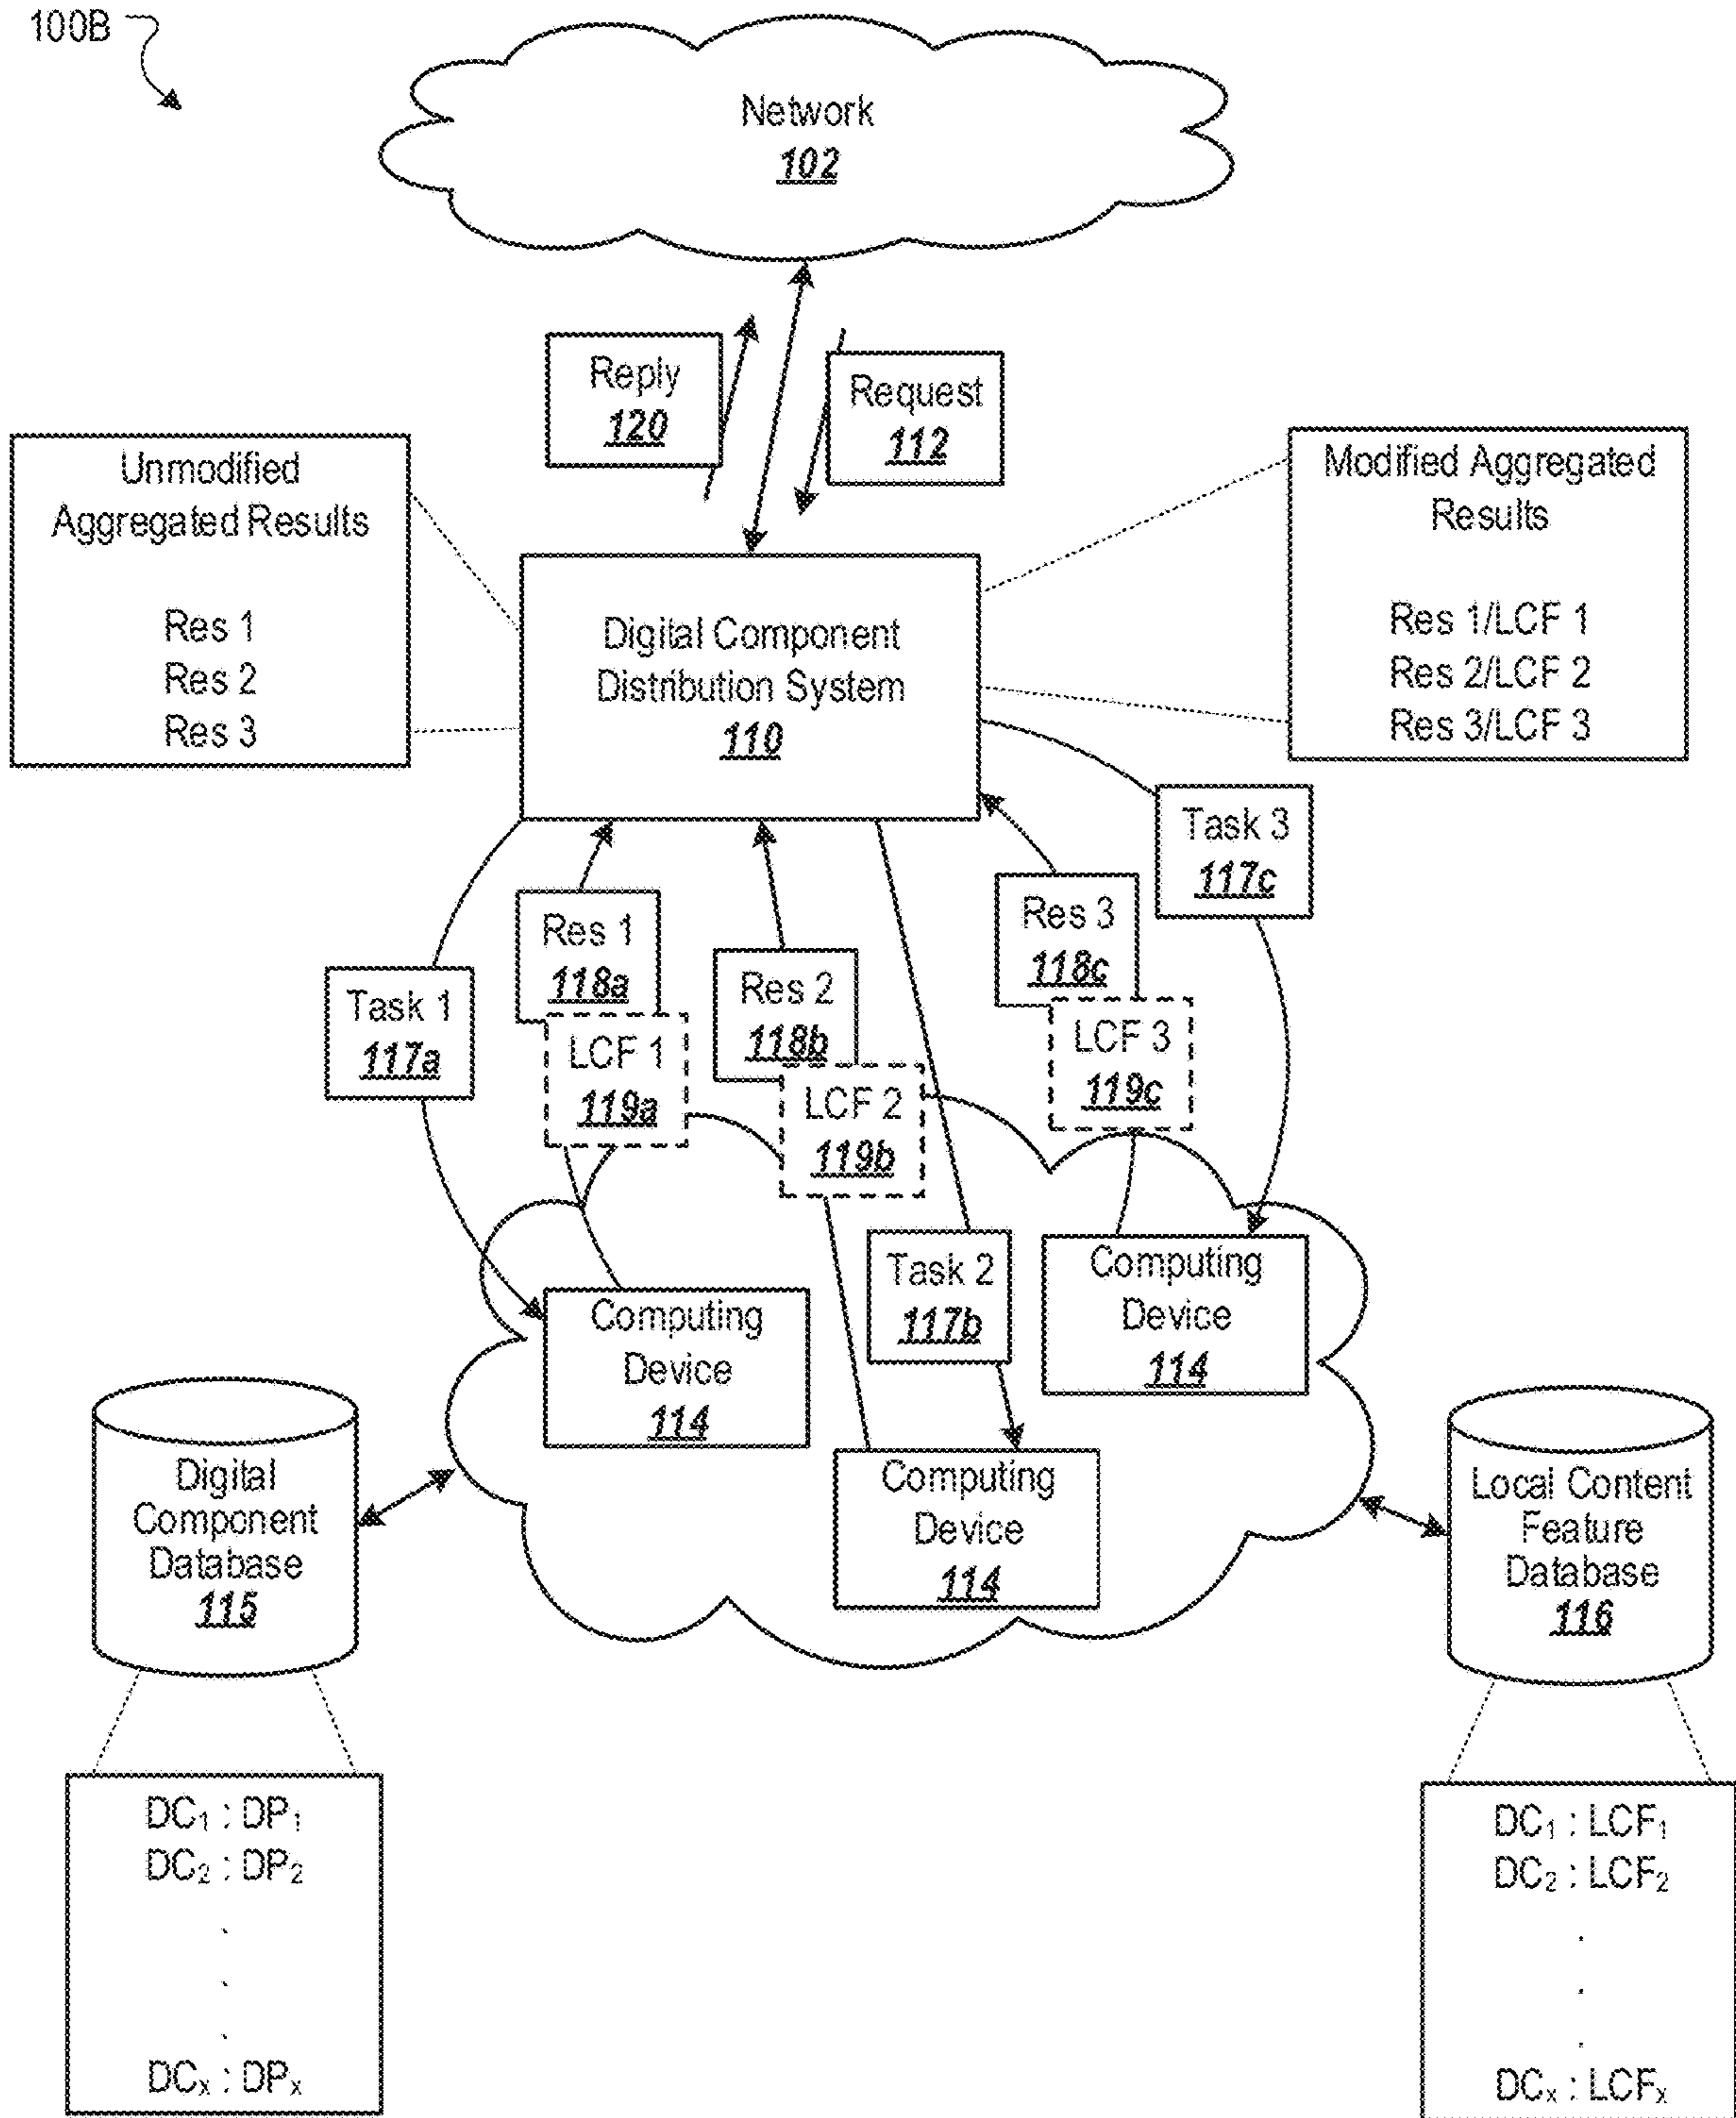 100B
Network
102
Reply
120
Request
112
Unmodified
Aggregated Results
Res 1
Res 2
Res 3
Modified Aggregated
Results
Res 1/LCF 1
Res 2/LCF 2
Res 3/LCF 3
Digital Component
Distribution System
110
Task 1
117a
Res 1
118a
LCF 1
119a
Res 2
118b
LCF 2
119b
Res 3
118c
LCF 3
119c
Task 3
117c
Task 2
117b
Computing
Device
114
Computing
Device
114
Computing
Device
114
Digital
Component
Database
115
Local Content
Feature
Database
116
DC₁ : DP₁
DC₂ : DP₂
.
.
.
DCₓ : DPₓ
DC₁ : LCF₁
DC₂ : LCF₂
.
.
.
DCₓ : LCFₓ